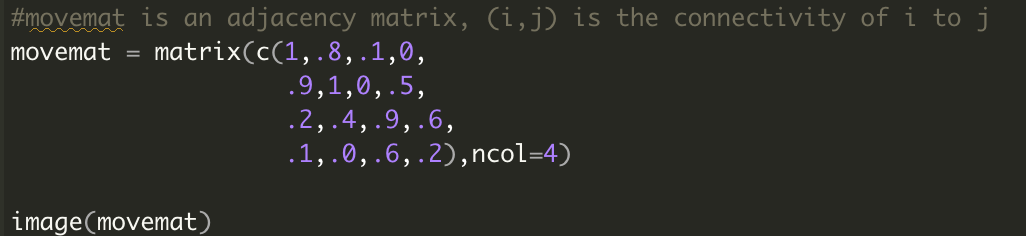 #movemat is an adjacency matrix, (i,j) is the connectivity of i to j
movemat = matrix(c(1,.8,.1,0,
.9,1,0,.5,
.2,.4,.9,.6,
.1,.0,.6,.2),ncol=4)
image(movemat)